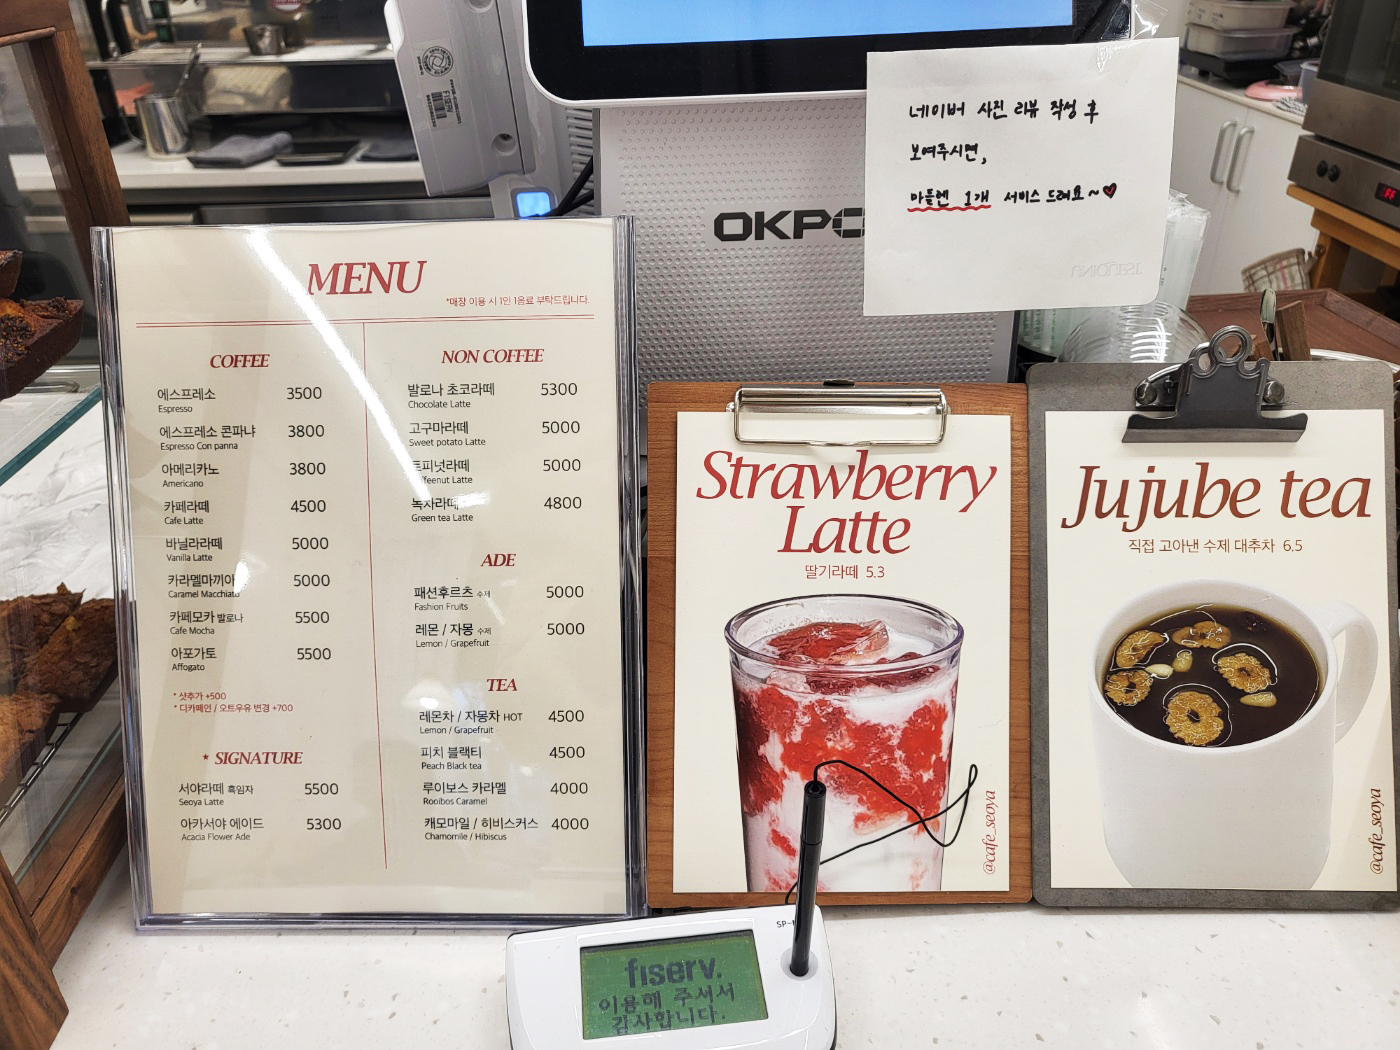 네이버 사진 리뷰 작성 후
보여주시면,
마들렌 1개 서비스 드려요~♥
OKPO
MENU
*매장 이용 시 1인 1음료 부탁드립니다.
COFFEE
에스프레소 3500
Espresso
에스프레소 콘파냐 3800
Espresso Con panna
아메리카노 3800
Americano
카페라떼 4500
Cafe Latte
바닐라라떼 5000
Vanilla Latte
카라멜마끼아 5000
Caramel Macchiato
카페모카 발로나 5500
Cafe Mocha
아포가토 5500
Affogato
* 샷추가 +500
* 디카페인 / 오트우유 변경 +700
★ SIGNATURE
서야라떼 흑임자 5500
Seoya Latte
아카서야 에이드 5300
Acacia Flower Ade
NON COFFEE
발로나 초코라떼 5300
Chocolate Latte
고구마라떼 5000
Sweet potato Latte
토피넛라떼 5000
ffeenut Latte
녹차라떼 4800
Green tea Latte
ADE
패션후르츠 수제 5000
Fashion Fruits
레몬 / 자몽 수제 5000
Lemon / Grapefruit
TEA
레몬차 / 자몽차 HOT 4500
Lemon / Grapefruit
피치 블랙티 4500
Peach Black tea
루이보스 카라멜 4000
Rooibos Caramel
캐모마일 / 히비스커스 4000
Chamomile / Hibiscus
Strawberry
Latte
딸기라떼 5.3
@cafe_seoya
Jujube tea
직접 고아낸 수제 대추차 6.5
@cafe_seoya
fiserv.
이용해 주셔서
감사합니다.